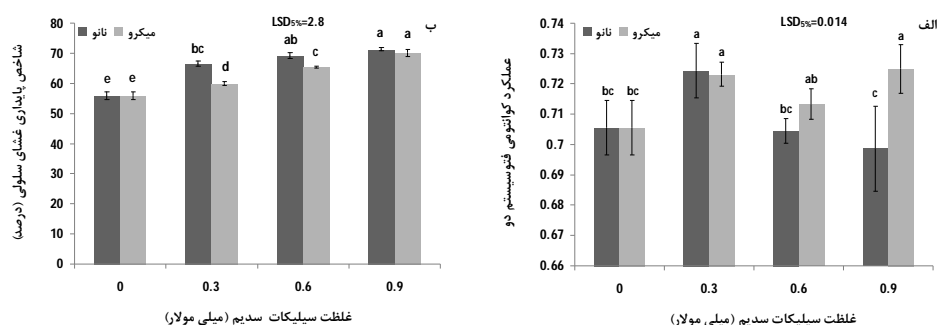 الف
LSD5%=0.014
نانو
میکرو
عملکرد کوانتومی فتوسیستم دو
0.74
0.73
0.72
0.71
0.7
0.69
0.68
0.67
0.66
bc bc a a bc ab c a
0 0.3 0.6 0.9
غلظت سیلیکات سدیم (میلی مولار)
ب
LSD5%=2.8
نانو
میکرو
شاخص پایداری غشای سلولی (درصد)
80
70
60
50
40
30
20
10
0
e e bc d ab c a a
0 0.3 0.6 0.9
غلظت سیلیکات سدیم (میلی مولار)